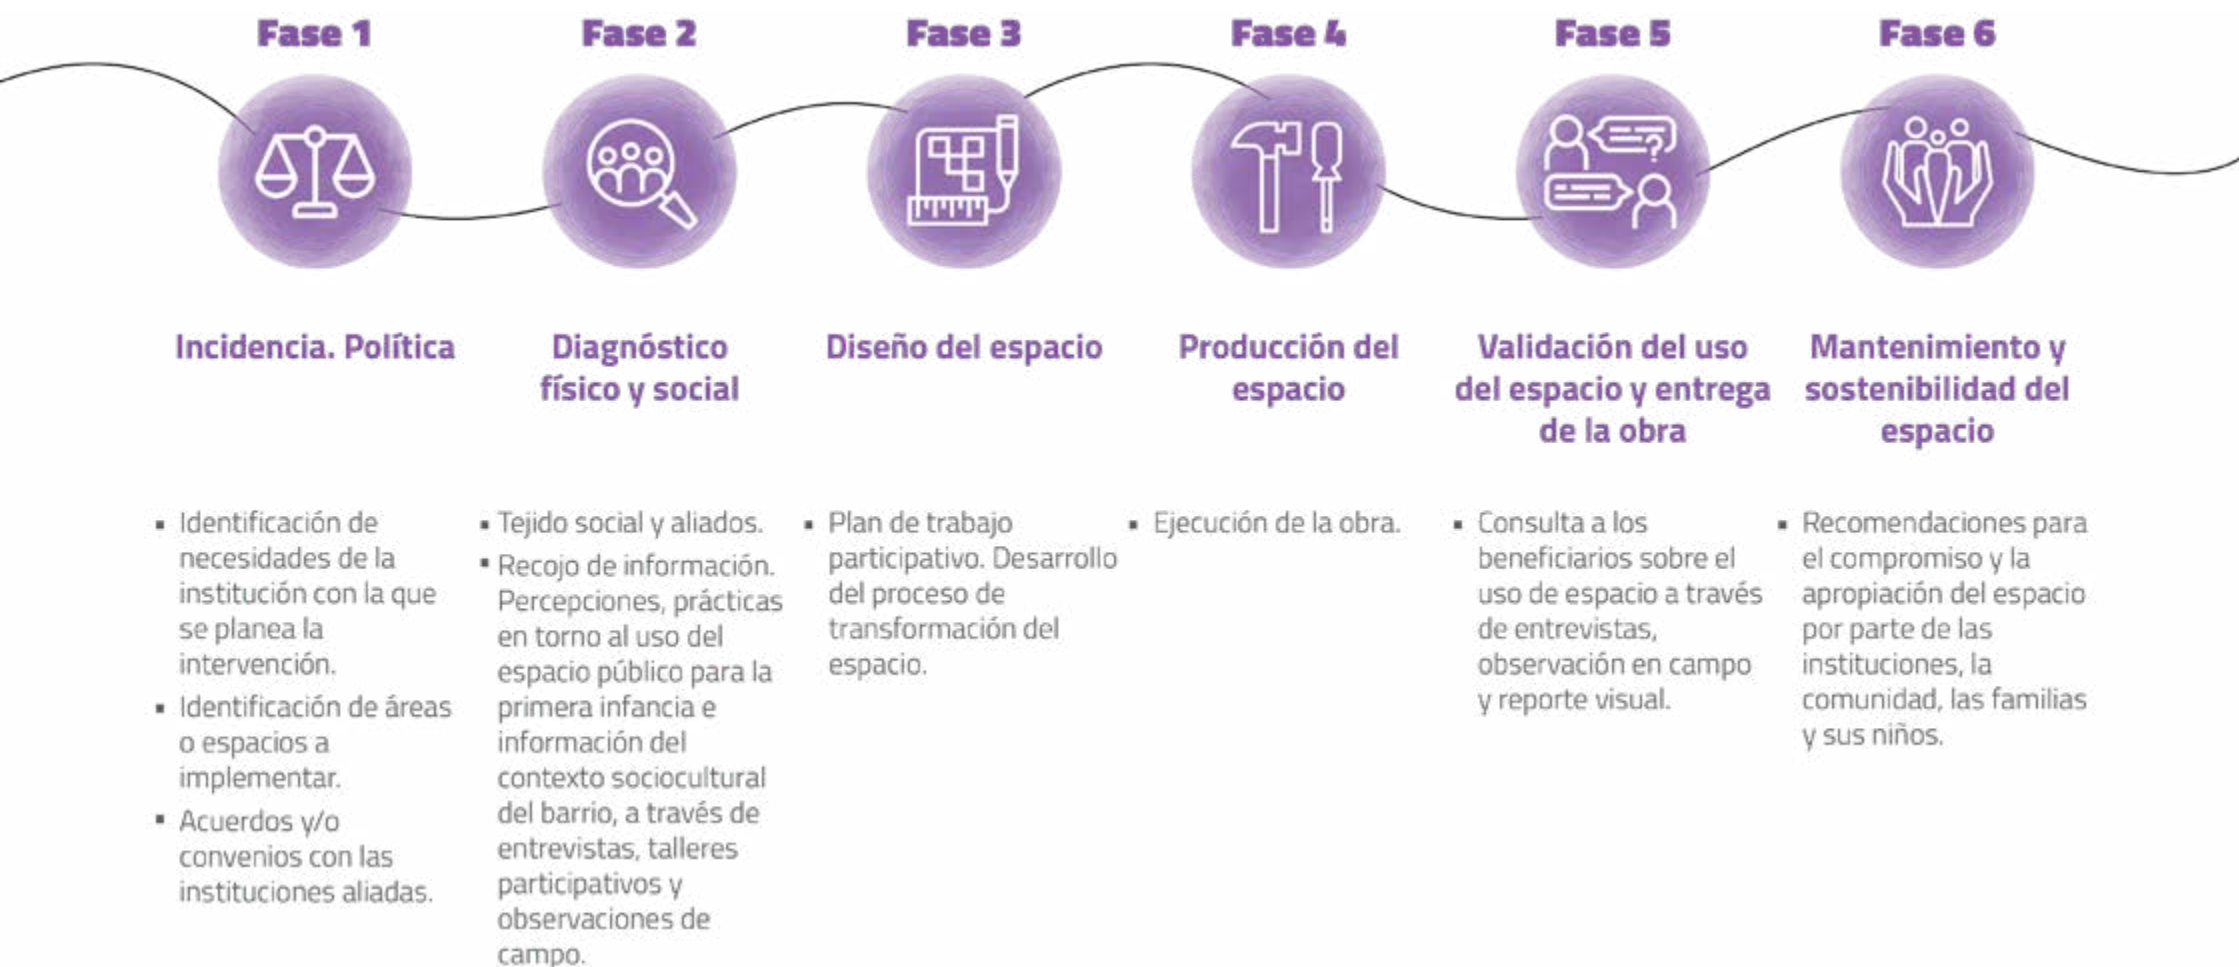 Fase 1
Fase 2
Fase 3
Fase 4
Fase 5
Fase 6
Incidencia. Política
Diagnóstico
físico y social
Diseño del espacio
Producción del
espacio
Validación del uso
del espacio y entrega
de la obra
Mantenimiento y
sostenibilidad del
espacio
▪ Identificación de
necesidades de la
institución con la que
se planea la
intervención.
▪ Identificación de áreas
o espacios a
implementar.
▪ Acuerdos y/o
convenios con las
instituciones aliadas.
▪ Tejido social y aliados.
▪ Recojo de información.
Percepciones, prácticas
en torno al uso del
espacio público para la
primera infancia e
información del
contexto sociocultural
del barrio, a través de
entrevistas, talleres
participativos y
observaciones de
campo.
▪ Plan de trabajo
participativo. Desarrollo
del proceso de
transformación del
espacio.
▪ Ejecución de la obra.
▪ Consulta a los
beneficiarios sobre el
uso de espacio a través
de entrevistas,
observación en campo
y reporte visual.
▪ Recomendaciones para
el compromiso y la
apropiación del espacio
por parte de las
instituciones, la
comunidad, las familias
y sus niños.